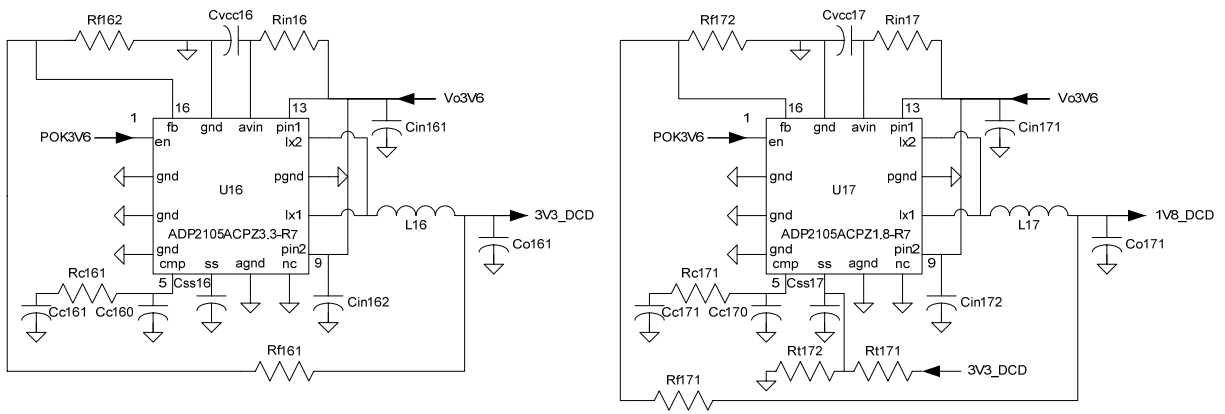 Rf162
Cvcc16
Rin16
16
13
1
Vo3V6
fb
gnd
avin
pin1
Cin161
POK3V6
en
lx2
gnd
pgnd
U16
gnd
lx1
L16
3V3_DCD
ADP2105ACPZ3.3-R7
gnd
pin2
Co161
cmp
ss
agnd
nc
9
Rc161
5
Css16
Cc161
Cc160
Cin162
Rf161
Rf172
Cvcc17
Rin17
16
13
1
Vo3V6
fb
gnd
avin
pin1
Cin171
POK3V6
en
lx2
gnd
pgnd
U17
gnd
lx1
L17
1V8_DCD
ADP2105ACPZ1.8-R7
gnd
pin2
Co171
cmp
ss
agnd
nc
9
Rc171
5
Css17
Cc171
Cc170
Cin172
Rt172
Rt171
3V3_DCD
Rf171